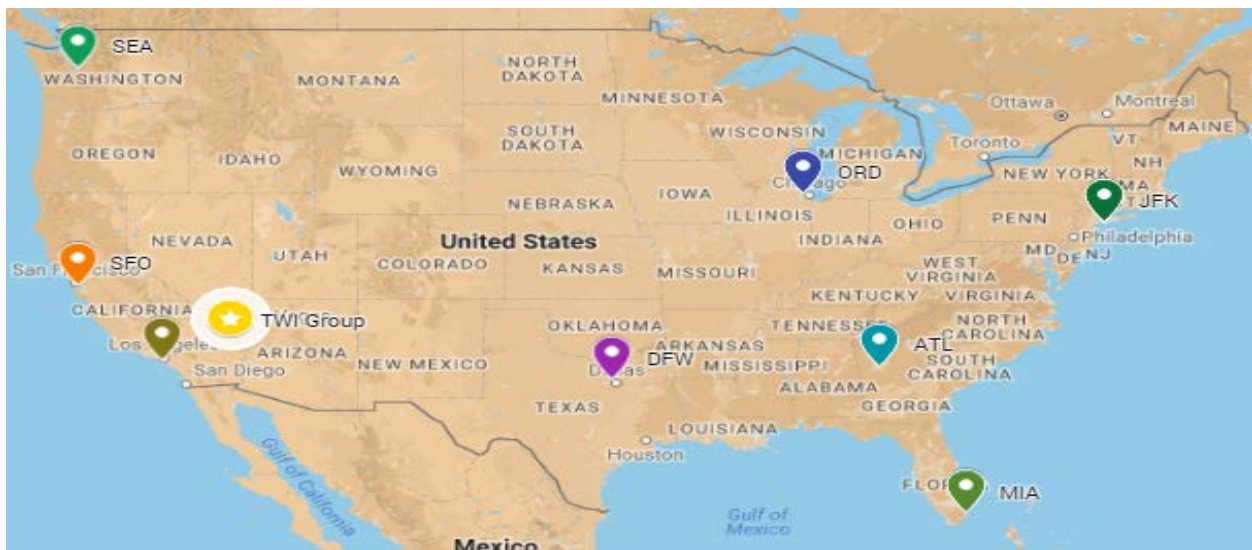 SEA
WASHINGTON
MONTANA
NORTH
DAKOTA
MINNESOTA
Ottawa
Montreal
MAINE
OREGON
IDAHO
SOUTH
DAKOTA
WISCONSIN
MICHIGAN
Toronto
VT
NH
WYOMING
ORD
NEW YORK
MA
JFK
IOWA
NEBRASKA
ILLINOIS
INDIANA
OHIO
PENN
Philadelphia
NEVADA
UTAH
United States
COLORADO
KANSAS
MISSOURI
WEST
VIRGINIA
MD
DE
NJ
SFO
CALIFORNIA
KENTUCKY
VIRGINIA
TWI Group
ARIZONA
NEW MEXICO
OKLAHOMA
ARKANSAS
TENNESSEE
NORTH
CAROLINA
ATL
SOUTH
CAROLINA
San Diego
DFW
MISSISSIPPI
ALABAMA
GEORGIA
TEXAS
LOUISIANA
Houston
Gulf of California
MIA
Gulf of
Mexico
Mexico